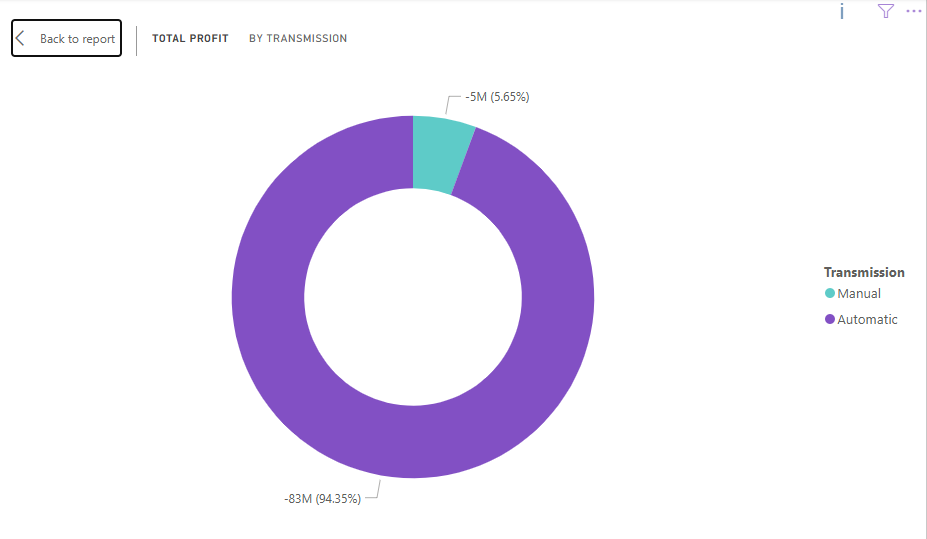 Back to report
TOTAL PROFIT BY TRANSMISSION
-5M (5.65%)
Transmission
Manual
Automatic
-83M (94.35%)